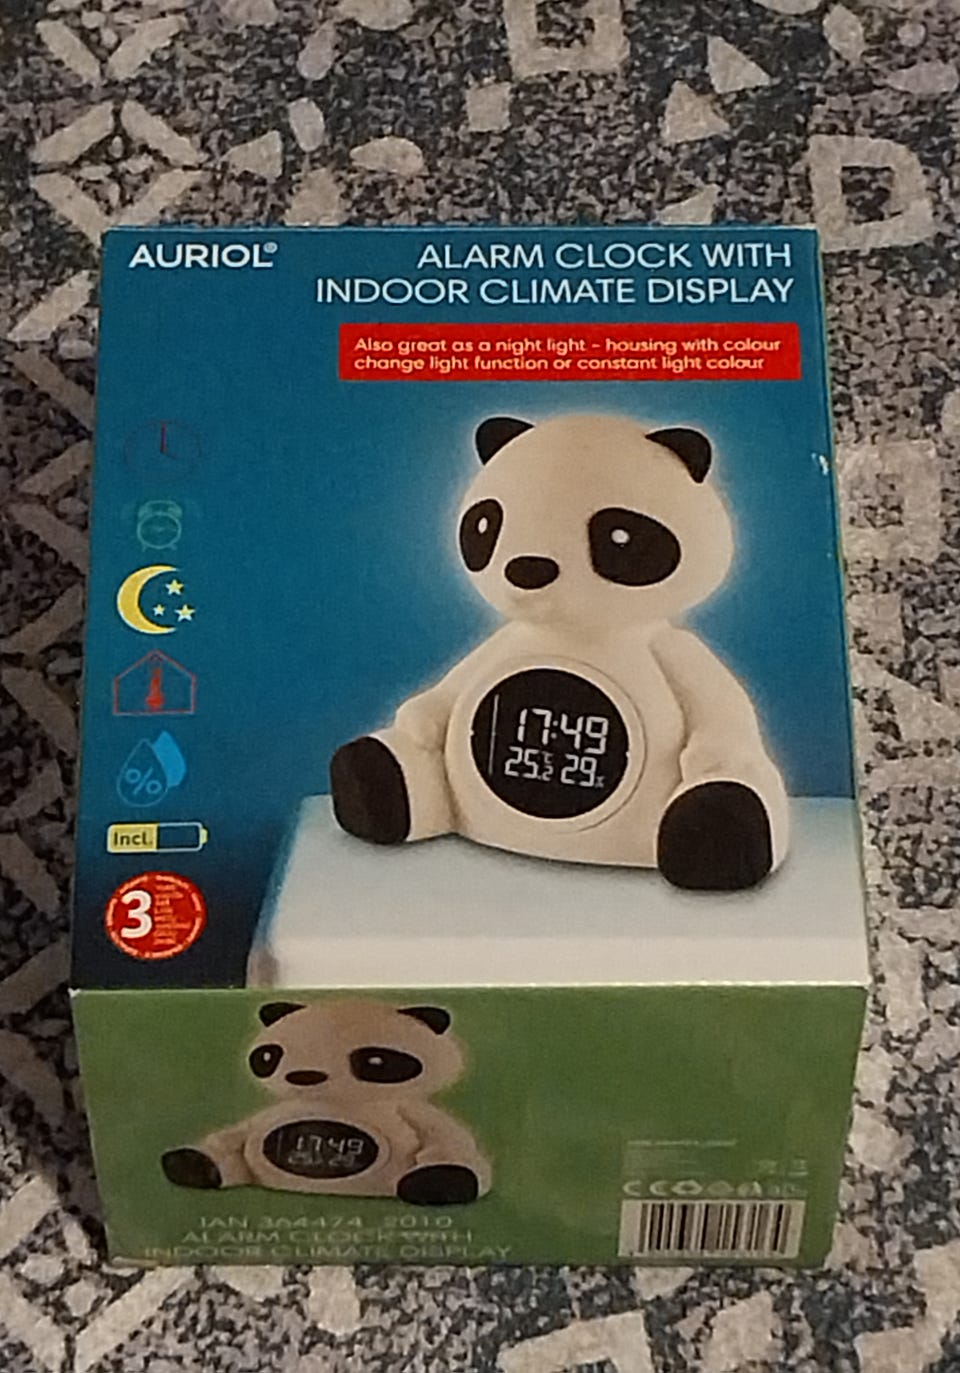 AURIOL®
ALARM CLOCK WITH
INDOOR CLIMATE DISPLAY
Also great as a night light - housing with colour
change light function or constant light colour
17:49
25.2 °C 29%
%
Incl.
3
17:49
IAN 364474_2010
ALARM CLOCK WITH
INDOOR CLIMATE DISPLAY